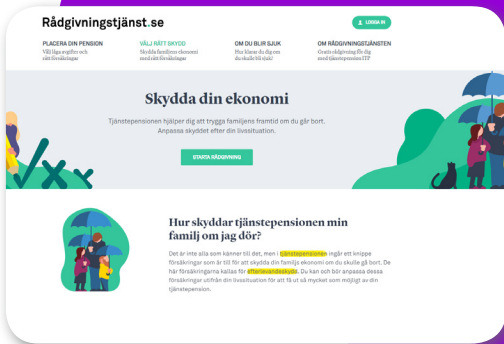 Rådgivningstjänst.se
LOGGA IN
PLACERA DIN PENSION
Välj låga avgifter och
rätt försäkringar
VÄLJ RÄTT SKYDD
Skydda familjens ekonomi
med rätt försäkringar
OM DU BLIR SJUK
Hur klarar du dig om
du skulle bli sjuk?
OM RÅDGIVNINGSTJÄNSTEN
Gratis rådgivning för dig
med tjänstepension ITP
Skydda din ekonomi
Tjänstepensionen hjälper dig att trygga familjens framtid om du går bort.
Anpassa skyddet efter din livssituation.
STARTA RÅDGIVNING
Hur skyddar tjänstepensionen min
familj om jag dör?
Det är inte alla som känner till det, men i tjänstepensionen ingår ett knippe
försäkringar som är till för att skydda din familjs ekonomi om du skulle gå bort. De
här försäkringarna kallas för efterlevandeskydd. Du kan och bör anpassa dessa
försäkringar utifrån din livssituation för att få ut så mycket som möjligt av din
tjänstepension.